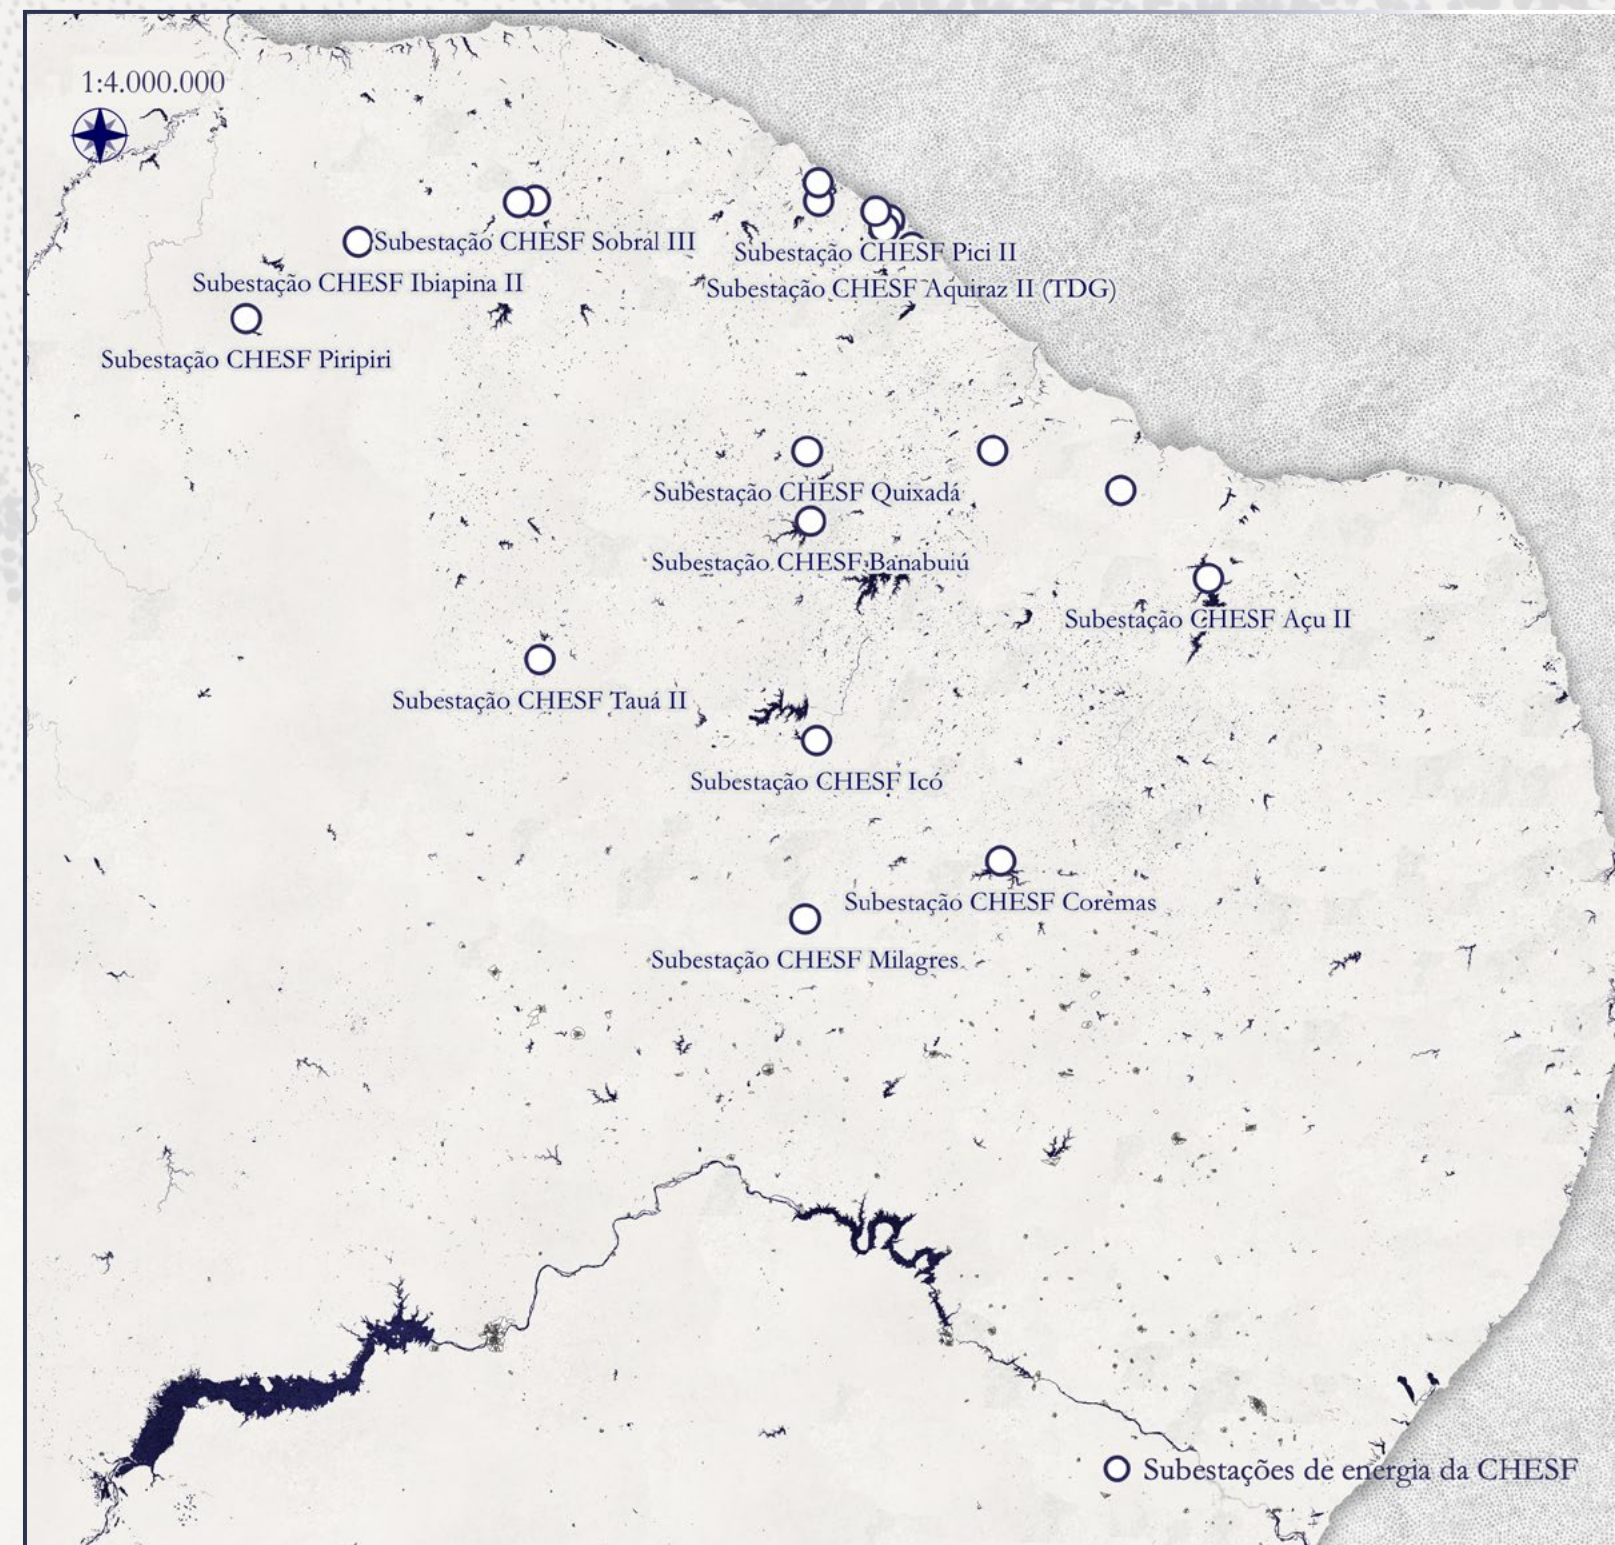 1:4.000.000
Subestação CHESF Sobral III
Subestação CHESF Pici II
Subestação CHESF Ibiapina II
Subestação CHESF Aquiraz II (TDG)
Subestação CHESF Piripiri
Subestação CHESF Quixadá
Subestação CHESF Banabuiú
Subestação CHESF Açu II
Subestação CHESF Tauá II
Subestação CHESF Icó
Subestação CHESF Coremas
Subestação CHESF Milagres
Subestações de energia da CHESF